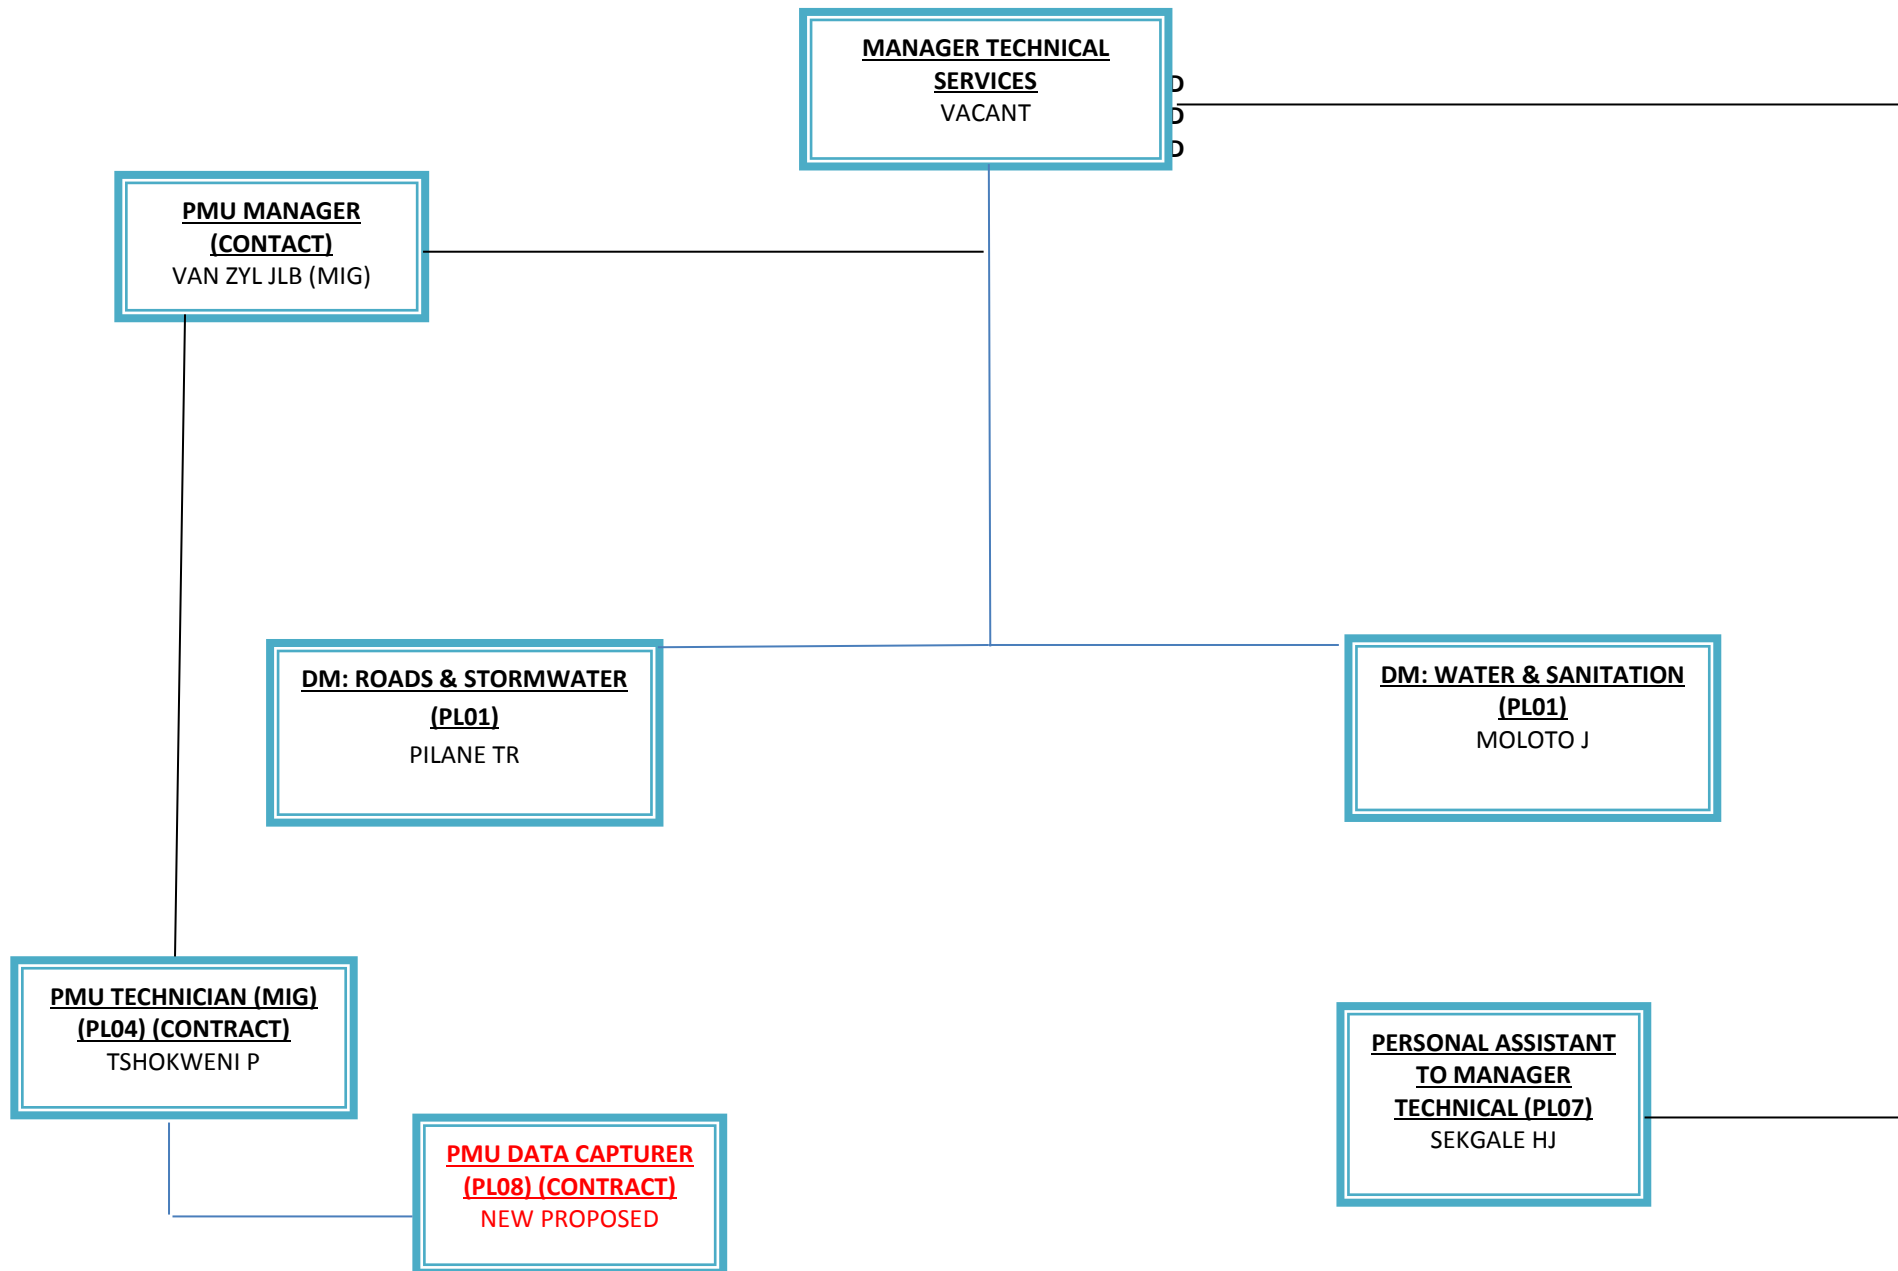 MANAGER TECHNICAL
SERVICES
VACANT
D
D
D
PMU MANAGER
(CONTACT)
VAN ZYL JLB (MIG)
DM: ROADS & STORMWATER
(PL01)
PILANE TR
DM: WATER & SANITATION
(PL01)
MOLOTO J
PMU TECHNICIAN (MIG)
(PL04) (CONTRACT)
TSHOKWENI P
PERSONAL ASSISTANT
TO MANAGER
TECHNICAL (PL07)
SEKGALE HJ
PMU DATA CAPTURER
(PL08) (CONTRACT)
NEW PROPOSED